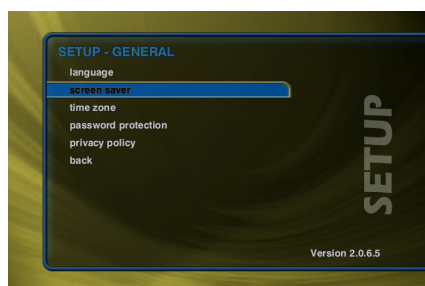 SETUP - GENERAL
language
screen saver
time zone
password protection
privacy policy
back
SETUP
Version 2.0.6.5